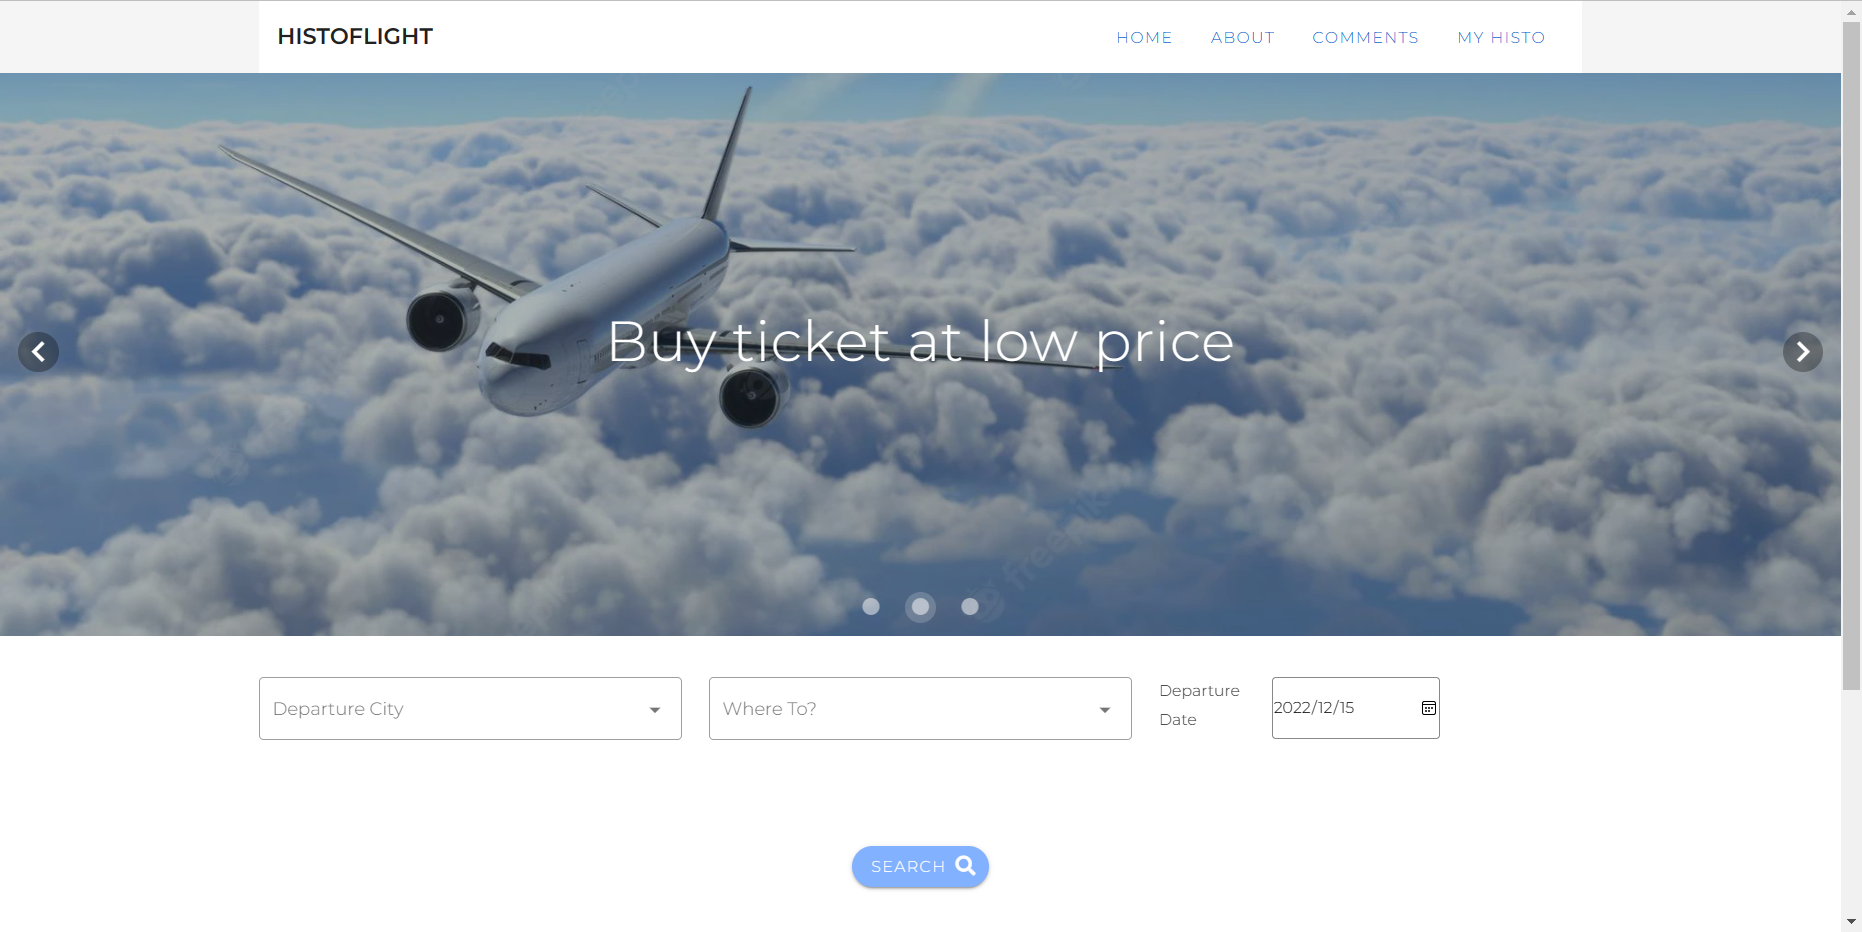 HISTOFLIGHT
HOME ABOUT COMMENTS MY HISTO
Buy ticket at low price
freepik
Departure City
Where To?
Departure
Date
2022/12/15
SEARCH